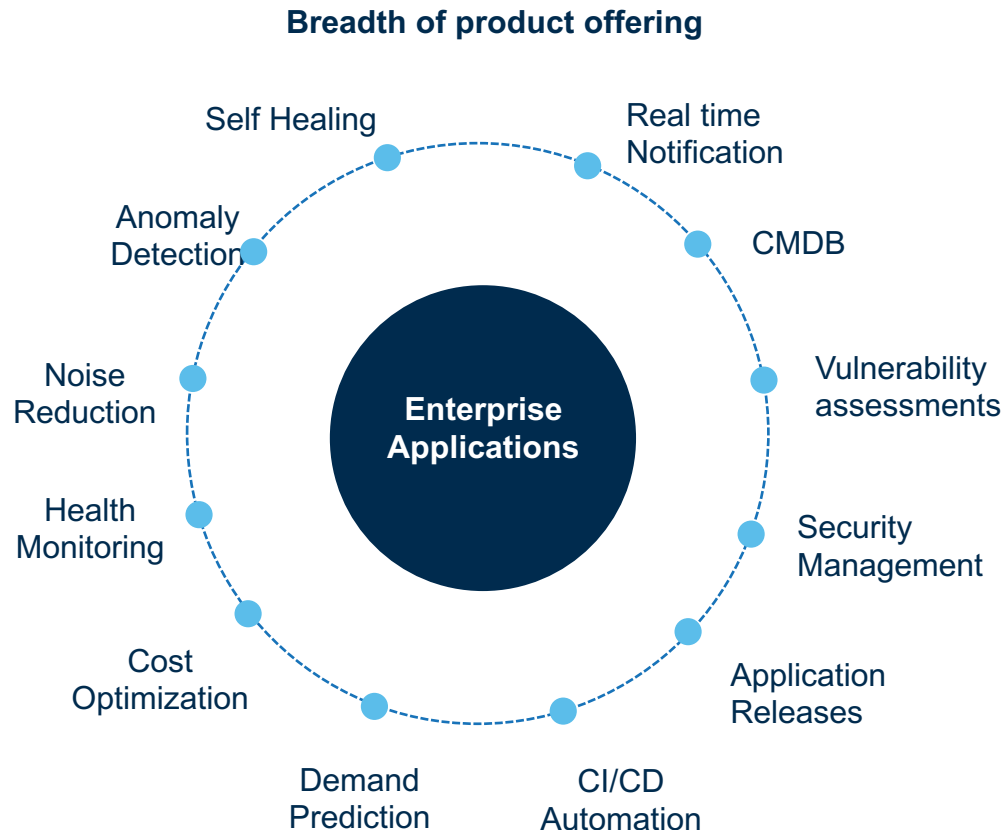 Breadth of product offering
Self Healing
Real time
Notification
Anomaly
Detection
CMDB
Noise
Reduction
Vulnerability
assessments
Enterprise
Applications
Health
Monitoring
Security
Management
Cost
Optimization
Application
Releases
Demand
Prediction
CI/CD
Automation